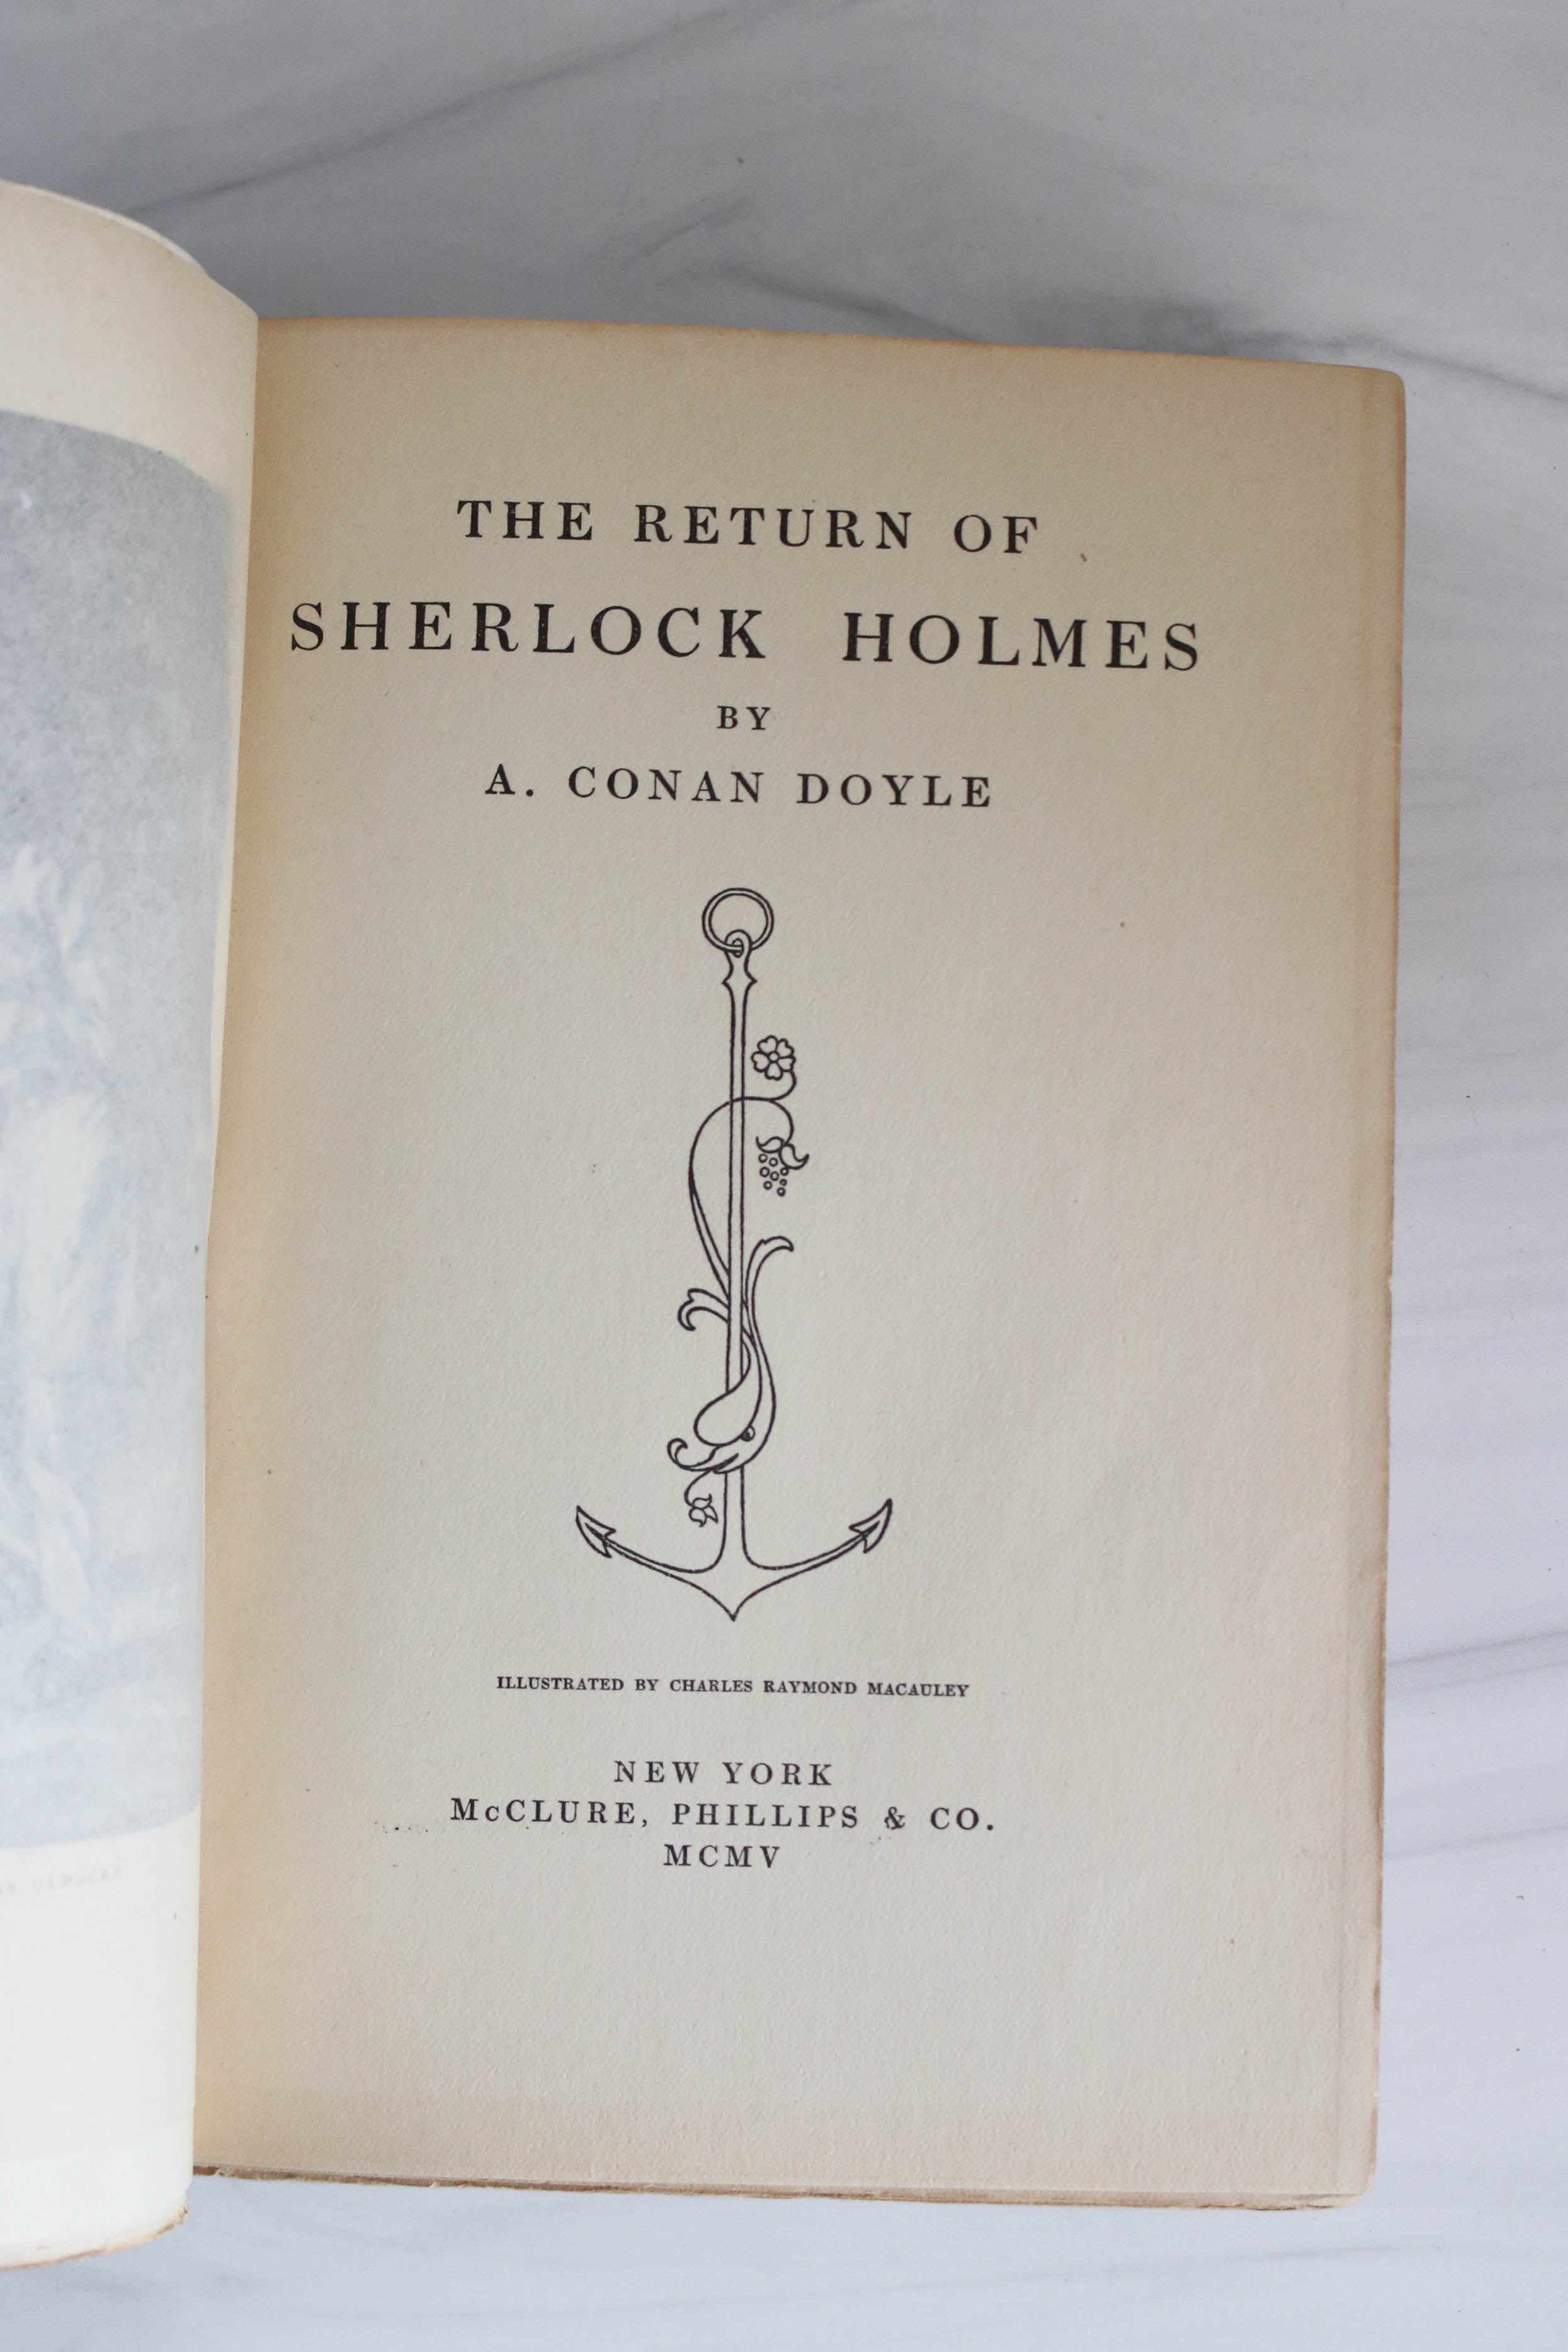 THE RETURN OF
SHERLOCK HOLMES
BY
A. CONAN DOYLE
ILLUSTRATED BY CHARLES RAYMOND MACAULEY
NEW YORK
McCLURE, PHILLIPS & CO.
MCMV